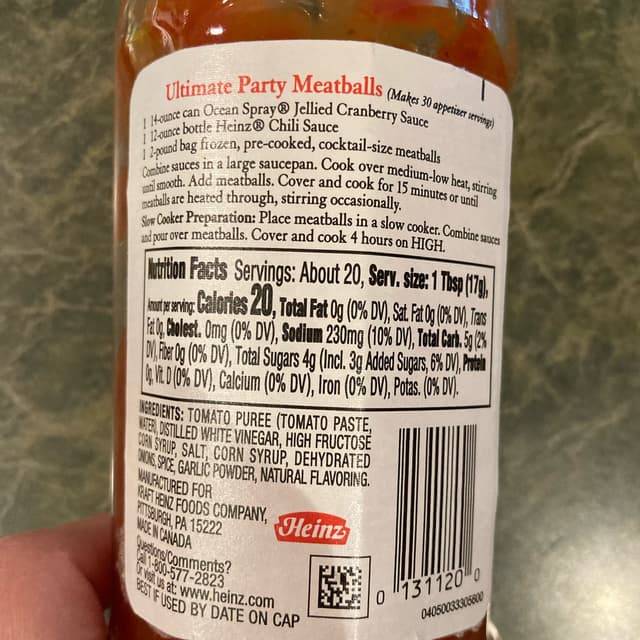 Ultimate Party Meatballs (Makes 30 appetizer servings)
1 14-ounce can Ocean Spray® Jellied Cranberry Sauce
1 12-ounce bottle Heinz® Chili Sauce
1 2-pound bag frozen, pre-cooked, cocktail-size meatballs
Combine sauces in a large saucepan. Cook over medium-low heat, stirring
until smooth. Add meatballs. Cover and cook for 15 minutes or until
meatballs are heated through, stirring occasionally.
Slow Cooker Preparation: Place meatballs in a slow cooker. Combine sauces
and pour over meatballs. Cover and cook 4 hours on HIGH.
Nutrition Facts Servings: About 20, Serv. size: 1 Tbsp (17g),
Amount per serving: Calories 20, Total Fat 0g (0% DV), Sat. Fat 0g (0% DV), Trans
Fat 0g, Cholest. 0mg (0% DV), Sodium 230mg (10% DV), Total Carb. 5g (2%
DV), Fiber 0g (0% DV), Total Sugars 4g (Incl. 3g Added Sugars, 6% DV), Protein
0g, Vit. D (0% DV), Calcium (0% DV), Iron (0% DV), Potas. (0% DV).
INGREDIENTS: TOMATO PUREE (TOMATO PASTE,
WATER), DISTILLED WHITE VINEGAR, HIGH FRUCTOSE
CORN SYRUP, SALT, CORN SYRUP, DEHYDRATED
ONIONS, SPICE, GARLIC POWDER, NATURAL FLAVORING.
MANUFACTURED FOR
KRAFT HEINZ FOODS COMPANY,
PITTSBURGH, PA 15222
MADE IN CANADA
Heinz
Questions/Comments?
Call 1-800-577-2823
Or visit us at: www.heinz.com
BEST IF USED BY DATE ON CAP
0 131120 0
04050033305600